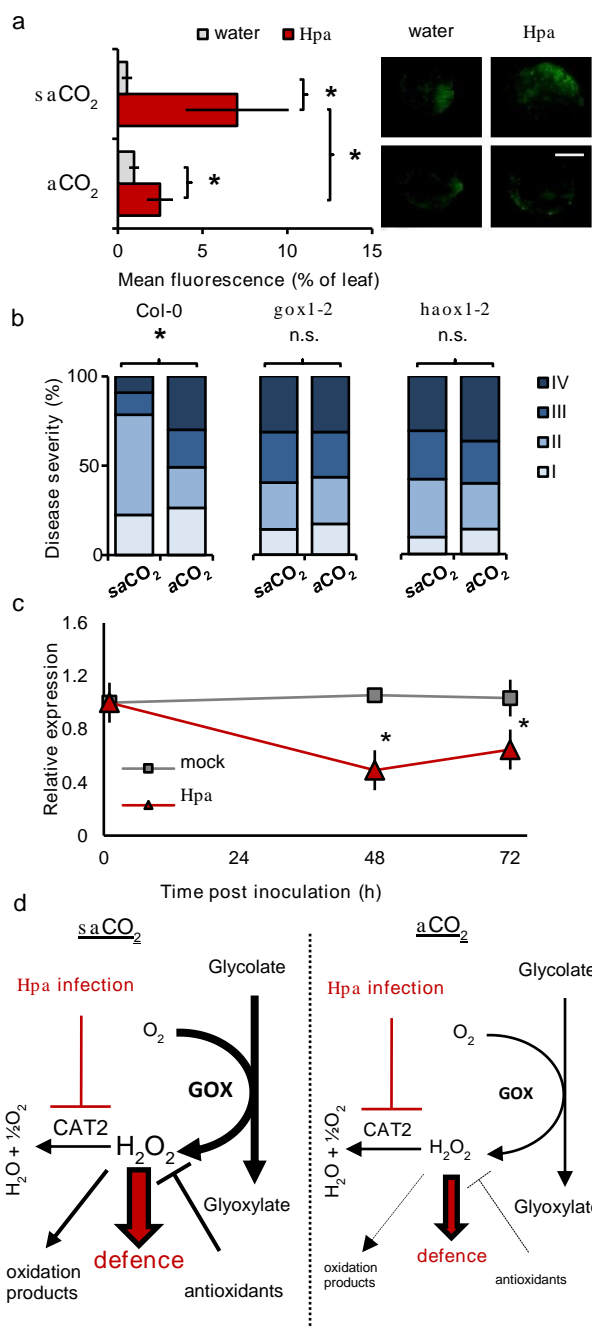 a
water Hpa
water Hpa
saCO2
aCO2
*
*
*
0 5 10 15
Mean fluorescence (% of leaf)
b
Col-0 gox1-2 haox1-2
* n.s. n.s.
Disease severity (%)
100
50
0
IV
III
II
I
saCO2 aCO2 saCO2 aCO2 saCO2 aCO2
c
Relative expression
1.6
1.2
0.8
0.4
0
mock
Hpa
*
*
0 24 48 72
Time post inoculation (h)
d
saCO2
Hpa infection
Glycolate
O2
GOX
CAT2
H2O + ½O2
H2O2
Glyoxylate
defence
oxidation
products
antioxidants
aCO2
Hpa infection
Glycolate
O2
GOX
CAT2
H2O + ½O2
H2O2
Glyoxylate
defence
oxidation
products
antioxidants